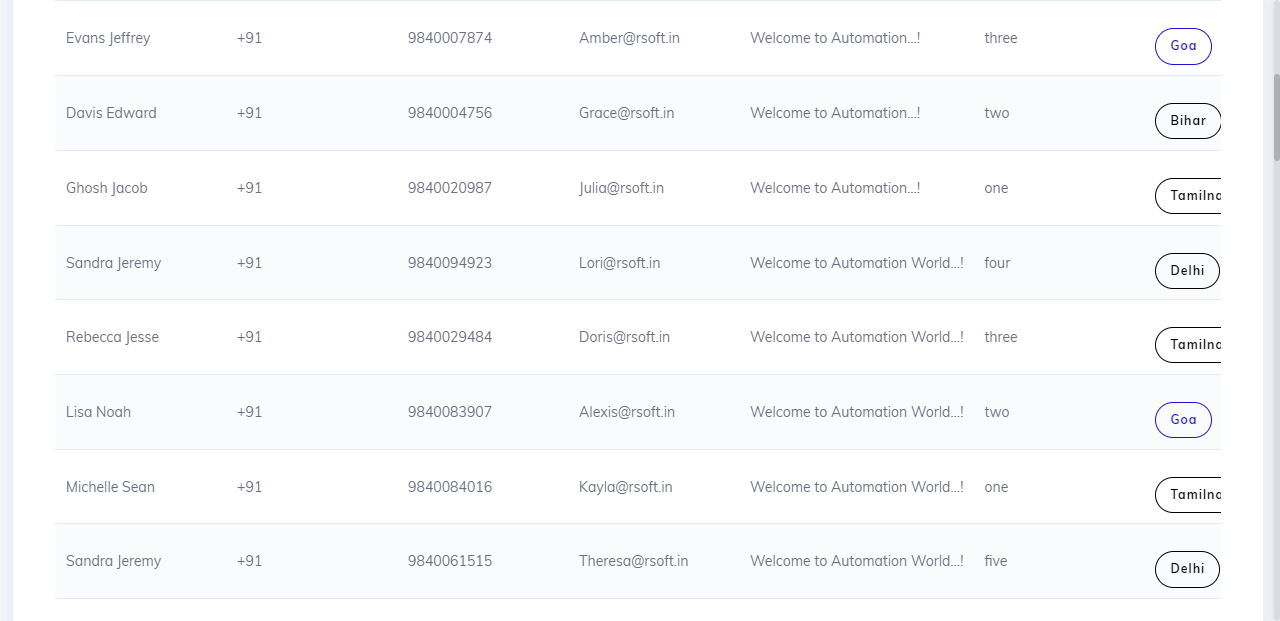 Evans Jeffrey +91 9840007874 Amber@rsoft.in Welcome to Automation...! three Goa
Davis Edward +91 9840004756 Grace@rsoft.in Welcome to Automation...! two Bihar
Ghosh Jacob +91 9840020987 Julia@rsoft.in Welcome to Automation...! one Tamilna
Sandra Jeremy +91 9840094923 Lori@rsoft.in Welcome to Automation World...! four Delhi
Rebecca Jesse +91 9840029484 Doris@rsoft.in Welcome to Automation World...! three Tamilna
Lisa Noah +91 9840083907 Alexis@rsoft.in Welcome to Automation World...! two Goa
Michelle Sean +91 9840084016 Kayla@rsoft.in Welcome to Automation World...! one Tamilna
Sandra Jeremy +91 9840061515 Theresa@rsoft.in Welcome to Automation World...! five Delhi